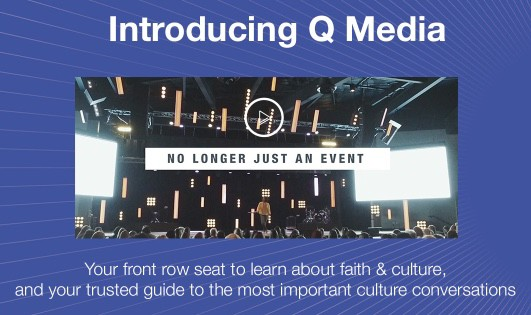 Introducing Q Media
NO LONGER JUST AN EVENT
Your front row seat to learn about faith & culture,
and your trusted guide to the most important culture conversations